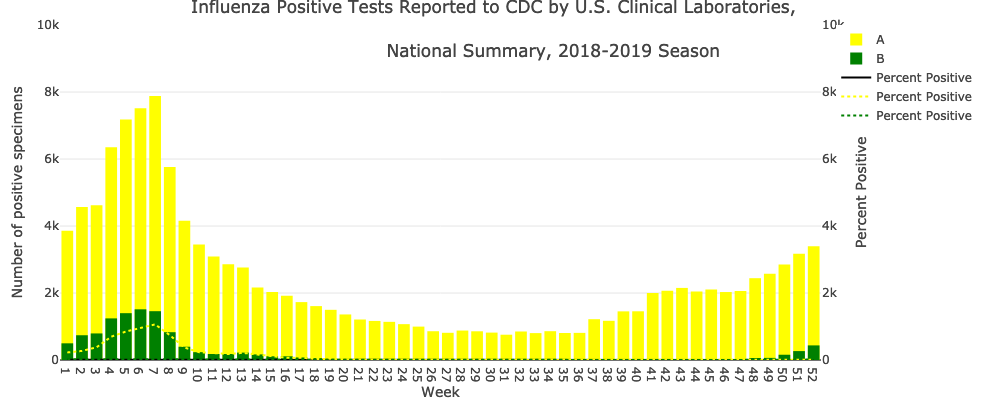 Influenza Positive Tests Reported to CDC by U.S. Clinical Laboratories,
National Summary, 2018-2019 Season
10k
8k
6k
4k
2k
0
Number of positive specimens
1 2 3 4 5 6 7 8 9 10 11 12 13 14 15 16 17 18 19 20 21 22 23 24 25 26 27 28 29 30 31 32 33 34 35 36 37 38 39 40 41 42 43 44 45 46 47 48 49 50 51 52
Week
10k
8k
6k
4k
2k
0
Percent Positive
A
B
Percent Positive
Percent Positive
Percent Positive